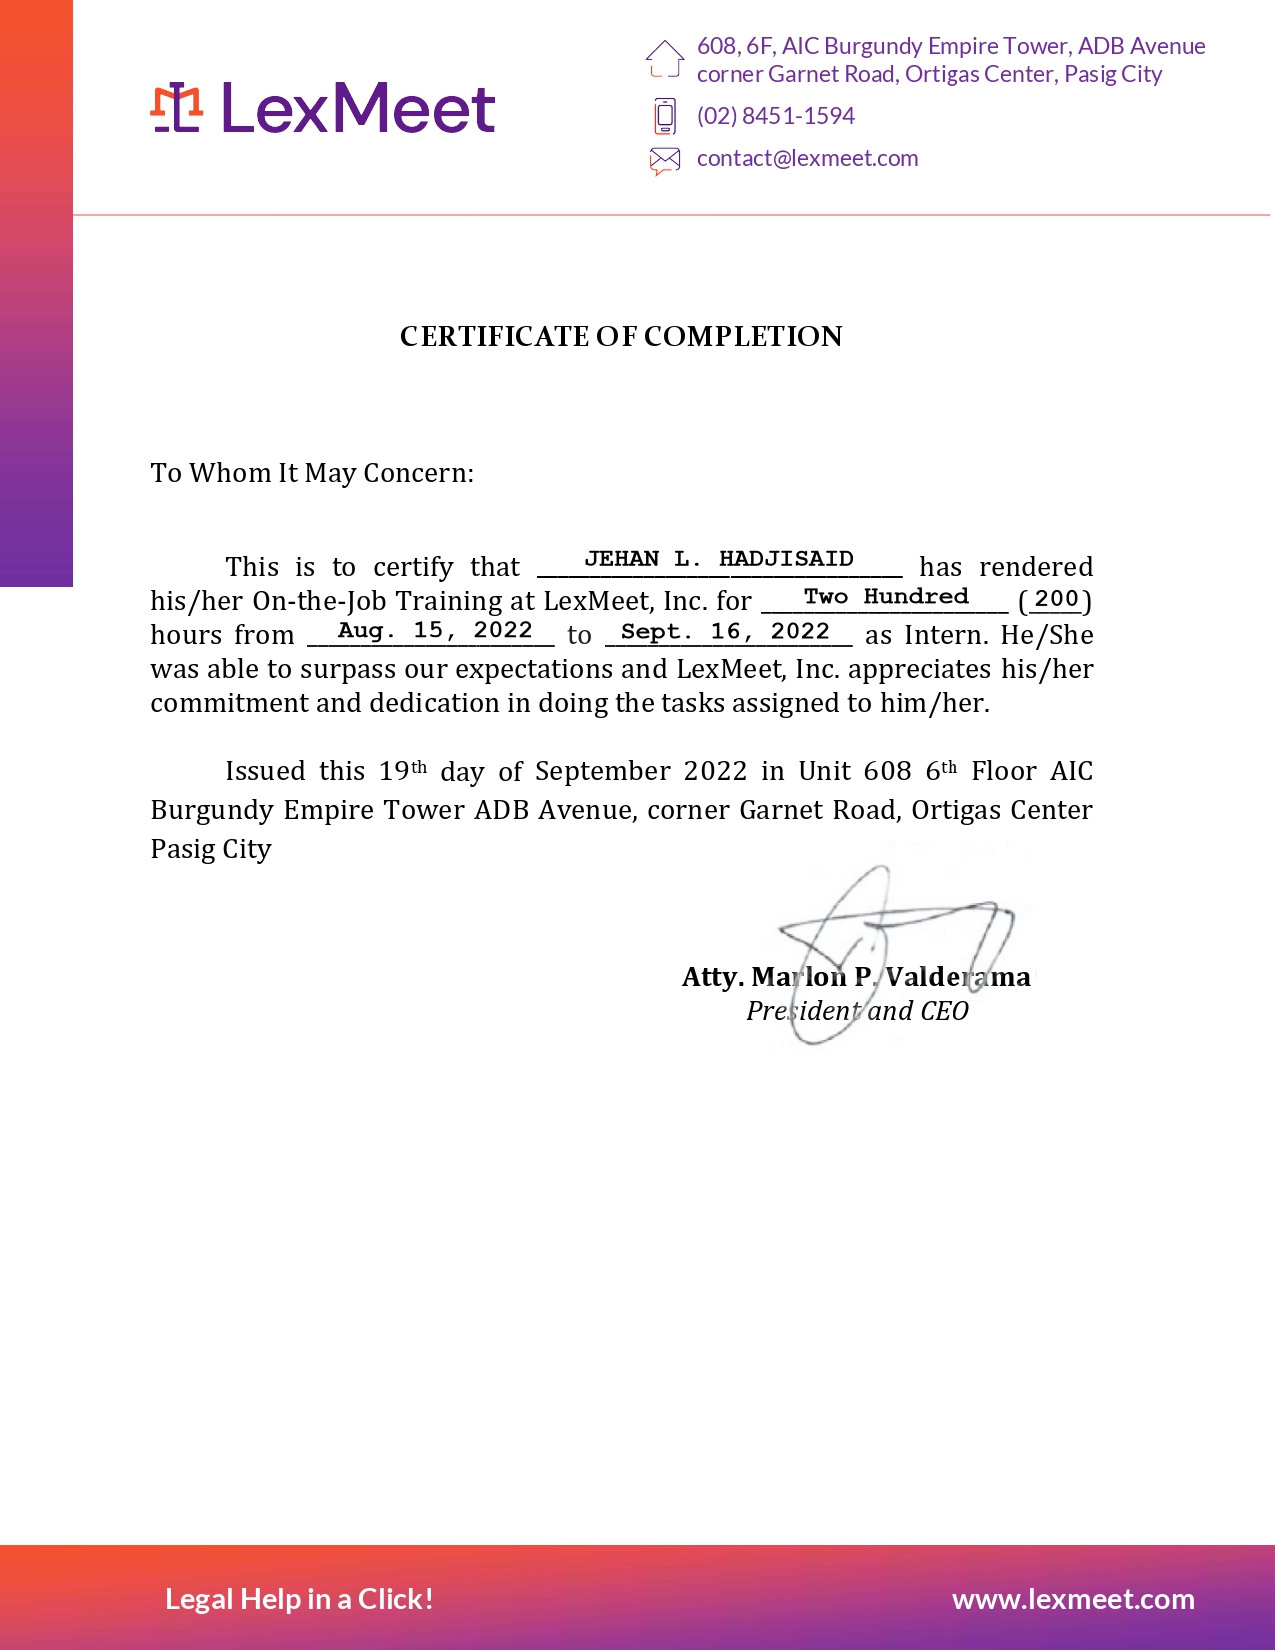 LexMeet
608, 6F, AIC Burgundy Empire Tower, ADB Avenue
corner Garnet Road, Ortigas Center, Pasig City
(02) 8451-1594
contact@lexmeet.com
CERTIFICATE OF COMPLETION
To Whom It May Concern:
This is to certify that JEHAN L. HADJISAID has rendered
his/her On-the-Job Training at LexMeet, Inc. for Two Hundred (200)
hours from Aug. 15, 2022 to Sept. 16, 2022 as Intern. He/She
was able to surpass our expectations and LexMeet, Inc. appreciates his/her
commitment and dedication in doing the tasks assigned to him/her.
Issued this 19th day of September 2022 in Unit 608 6th Floor AIC
Burgundy Empire Tower ADB Avenue, corner Garnet Road, Ortigas Center
Pasig City
Atty. Marlon P. Valderama
President and CEO
Legal Help in a Click!
www.lexmeet.com